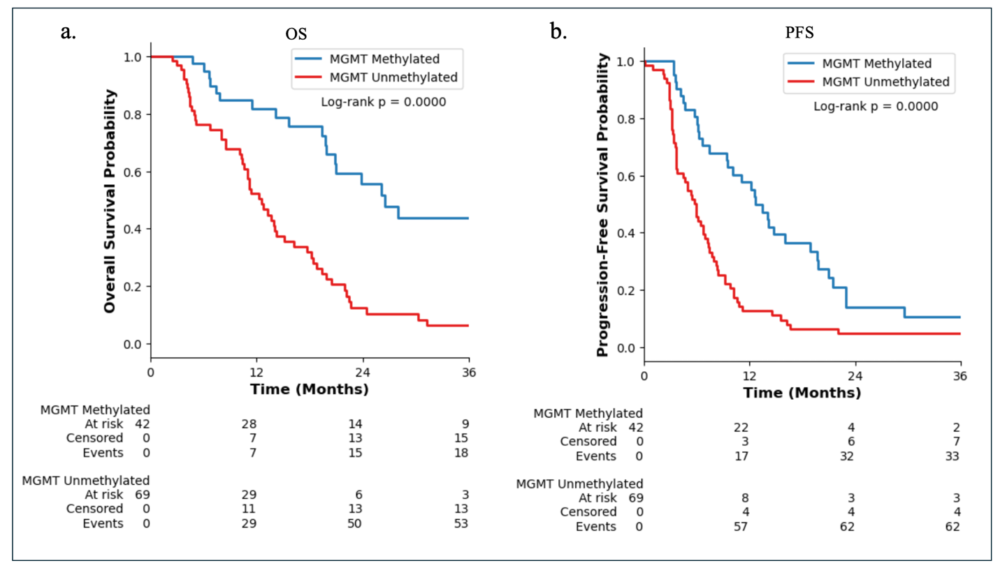 a.
OS
MGMT Methylated
MGMT Unmethylated
Log-rank p = 0.0000
1.0
0.8
0.6
0.4
0.2
0.0
Overall Survival Probability
0 12 24 36
Time (Months)
MGMT Methylated
At risk 42 28 14 9
Censored 0 7 13 15
Events 0 7 15 18
MGMT Unmethylated
At risk 69 29 6 3
Censored 0 11 13 13
Events 0 29 50 53
b.
PFS
MGMT Methylated
MGMT Unmethylated
Log-rank p = 0.0000
1.0
0.8
0.6
0.4
0.2
0.0
Progression-Free Survival Probability
0 12 24 36
Time (Months)
MGMT Methylated
At risk 42 22 4 2
Censored 0 3 6 7
Events 0 17 32 33
MGMT Unmethylated
At risk 69 8 3 3
Censored 0 4 4 4
Events 0 57 62 62